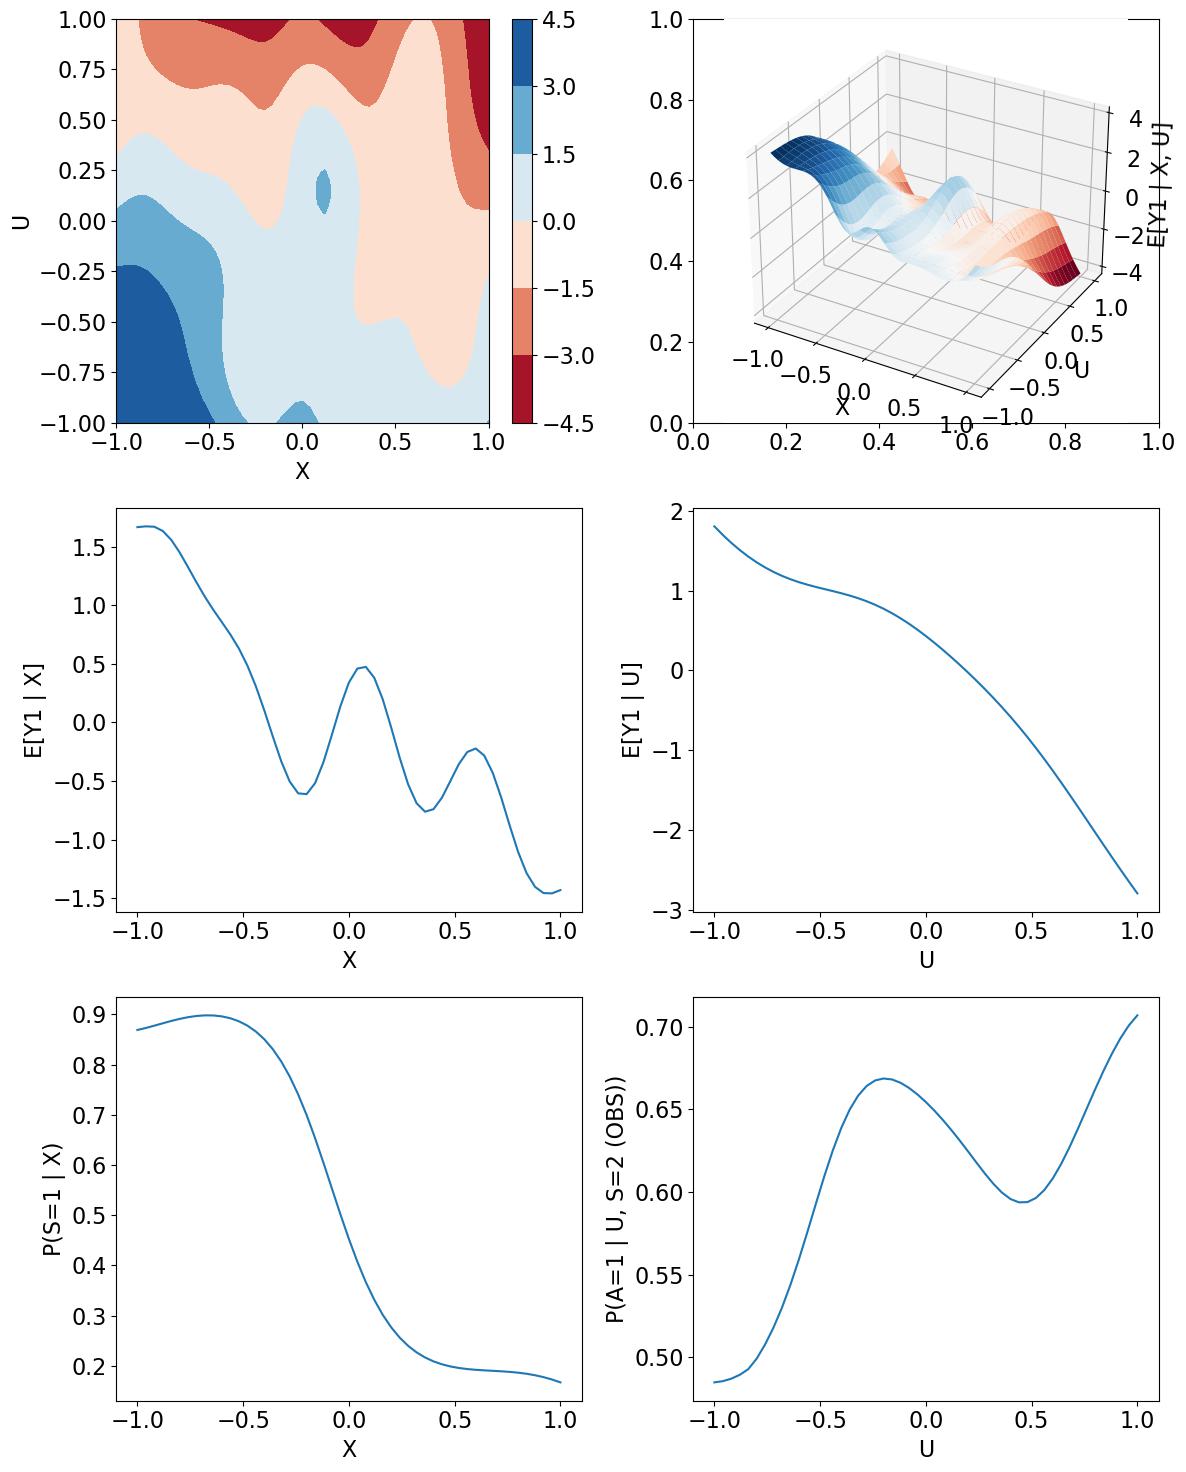 1.00
0.75
0.50
0.25
0.00
−0.25
−0.50
−0.75
−1.00
U
−1.0 −0.5 0.0 0.5 1.0
X
4.5
3.0
1.5
0.0
−1.5
−3.0
−4.5
1.0
0.8
0.6
0.4
0.2
0.0
0.0 0.2 0.4 0.6 0.8 1.0
−1.0 −0.5 0.0 0.5 1.0
X
−1.0 −0.5 0.0 0.5 1.0
U
4
2
0
−2
−4
E[Y1 | X, U]
1.5
1.0
0.5
0.0
−0.5
−1.0
−1.5
E[Y1 | X]
−1.0 −0.5 0.0 0.5 1.0
X
2
1
0
−1
−2
−3
E[Y1 | U]
−1.0 −0.5 0.0 0.5 1.0
U
0.9
0.8
0.7
0.6
0.5
0.4
0.3
0.2
P(S=1 | X)
−1.0 −0.5 0.0 0.5 1.0
X
0.70
0.65
0.60
0.55
0.50
P(A=1 | U, S=2 (OBS))
−1.0 −0.5 0.0 0.5 1.0
U